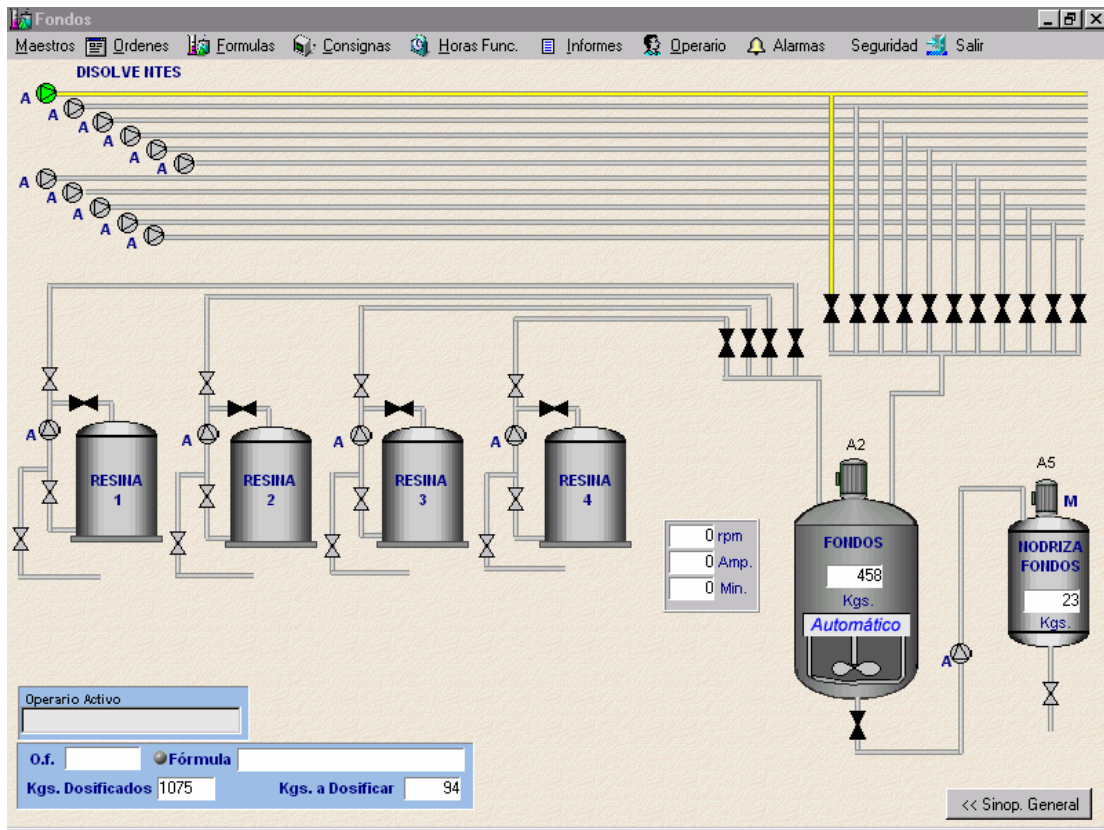 Fondos
Maestros Ordenes Formulas Consignas Horas Func. Informes Operario Alarmas Seguridad Salir
DISOLVENTES
A
A
A
A
A
A
A
A
A
A
A
A RESINA 1
A RESINA 2
A RESINA 3
A RESINA 4
0 rpm
0 Amp.
0 Min.
A2
FONDOS
458
Kgs.
Automático
A5
M
NODRIZA
FONDOS
23
Kgs.
A
Operario Activo
O.f. Fórmula
Kgs. Dosificados 1075 Kgs. a Dosificar 94
<< Sinop. General